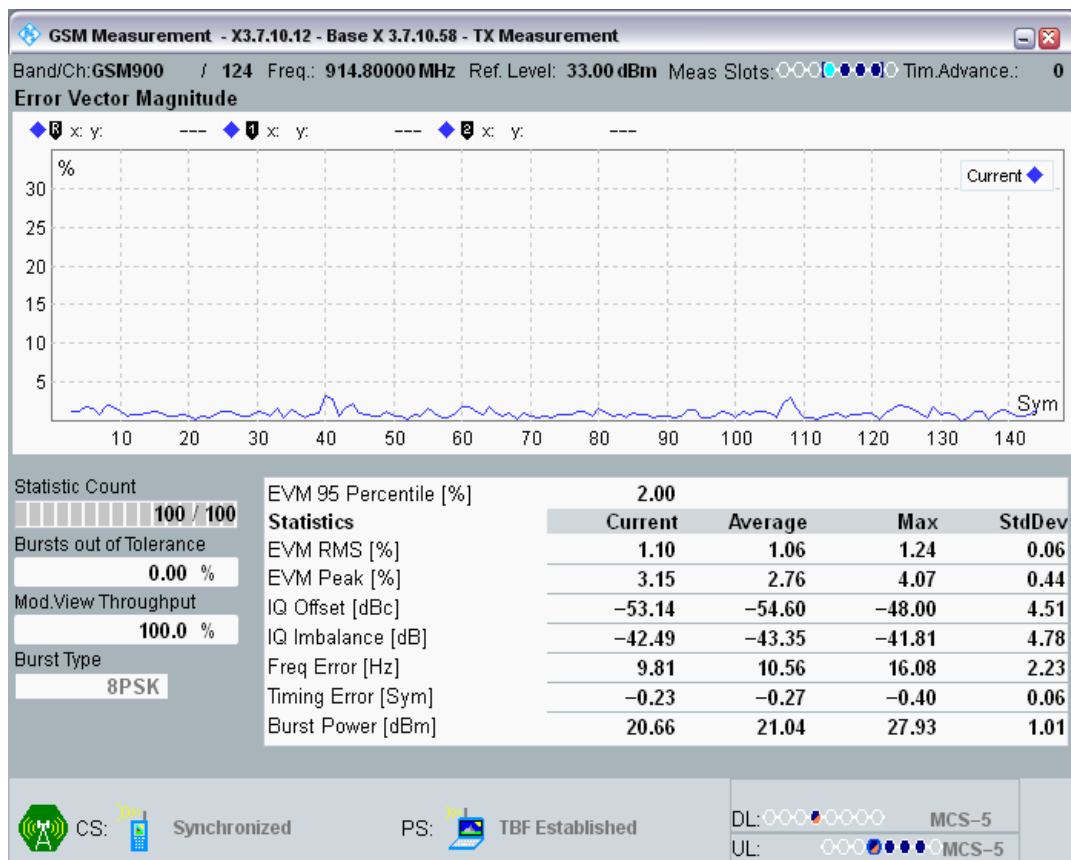 GSM Measurement - X3.7.10.12 - Base X 3.7.10.58 - TX Measurement
Band/Ch:GSM900 / 124 Freq.: 914.80000 MHz Ref. Level: 33.00 dBm Meas Slots: Tim.Advance.: 0
Error Vector Magnitude
R x: y: --- 1 x: y: --- 2 x: y: ---
%
Current
30
25
20
15
10
5
Sym
10 20 30 40 50 60 70 80 90 100 110 120 130 140
Statistic Count
100 / 100
Bursts out of Tolerance
0.00 %
Mod.View Throughput
100.0 %
Burst Type
8PSK
EVM 95 Percentile [%] 2.00
Statistics Current Average Max StdDev
EVM RMS [%] 1.10 1.06 1.24 0.06
EVM Peak [%] 3.15 2.76 4.07 0.44
IQ Offset [dBc] −53.14 −54.60 −48.00 4.51
IQ Imbalance [dB] −42.49 −43.35 −41.81 4.78
Freq Error [Hz] 9.81 10.56 16.08 2.23
Timing Error [Sym] −0.23 −0.27 −0.40 0.06
Burst Power [dBm] 20.66 21.04 27.93 1.01
CS: Synchronized PS: TBF Established
DL: MCS−5
UL: MCS−5